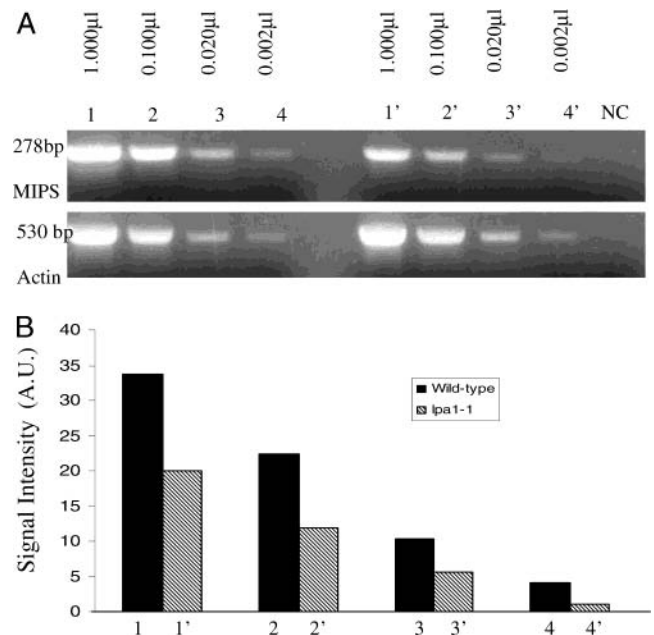 A
1.000µl 0.100µl 0.020µl 0.002µl 1.000µl 0.100µl 0.020µl 0.002µl
1 2 3 4 1’ 2’ 3’ 4’ NC
278bp
MIPS
530 bp
Actin
B
Signal Intensity (A.U.)
40
35
30
25
20
15
10
5
0
Wild-type
lpa1-1
1 1’ 2 2’ 3 3’ 4 4’